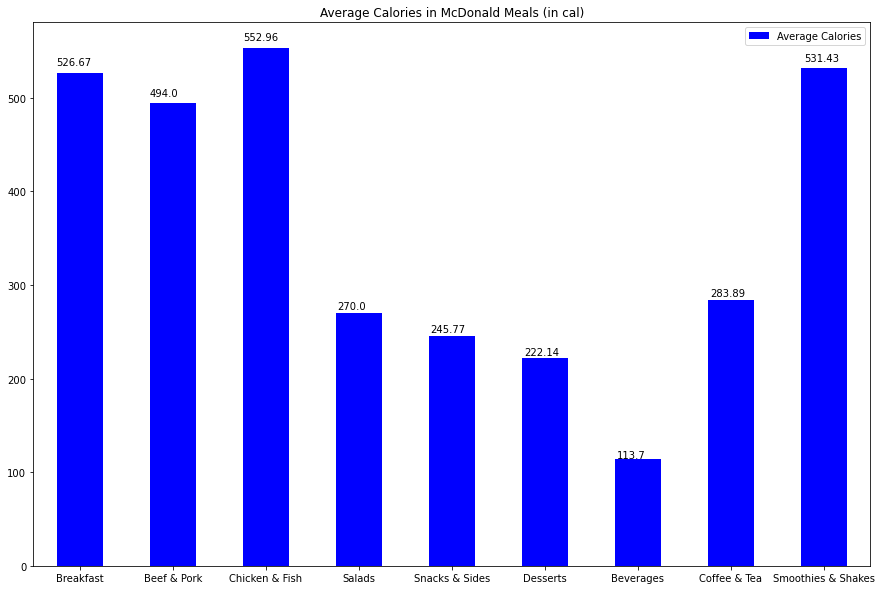 Average Calories in McDonald Meals (in cal)
Average Calories
526.67
494.0
552.96
270.0
245.77
222.14
113.7
283.89
531.43
500
400
300
200
100
0
Breakfast
Beef & Pork
Chicken & Fish
Salads
Snacks & Sides
Desserts
Beverages
Coffee & Tea
Smoothies & Shakes